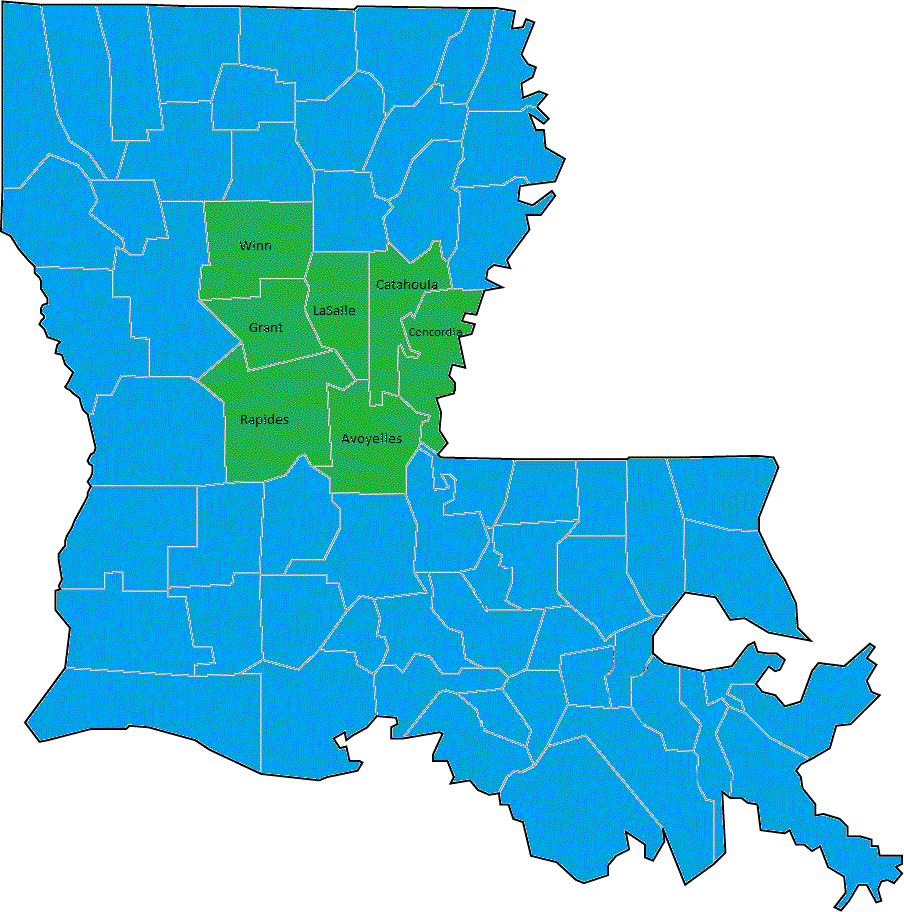 Winn
Catahoula
LaSalle
Grant
Concordia
Rapides
Avoyelles